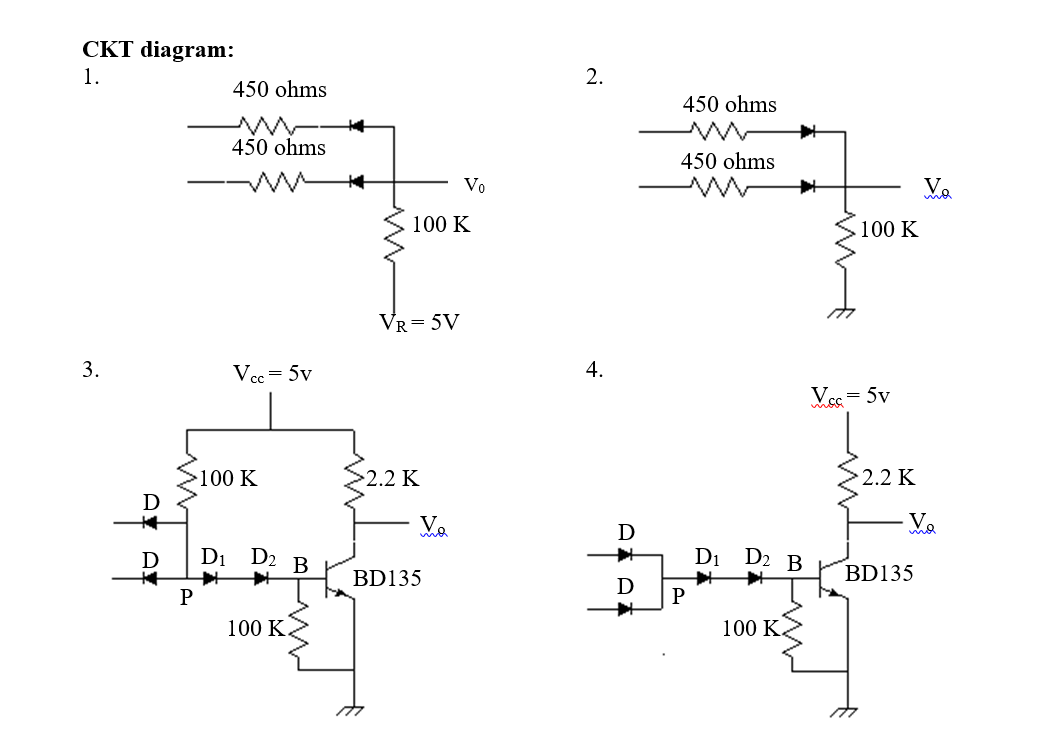 CKT diagram:
1.
450 ohms
450 ohms
V0
100 K
VR = 5V
2.
450 ohms
450 ohms
Vo
100 K
3.
Vcc = 5v
100 K
2.2 K
D
Vo
D
D1
D2
B
BD135
P
100 K
4.
Vcc = 5v
2.2 K
Vo
D
D1
D2
B
BD135
D
P
100 K